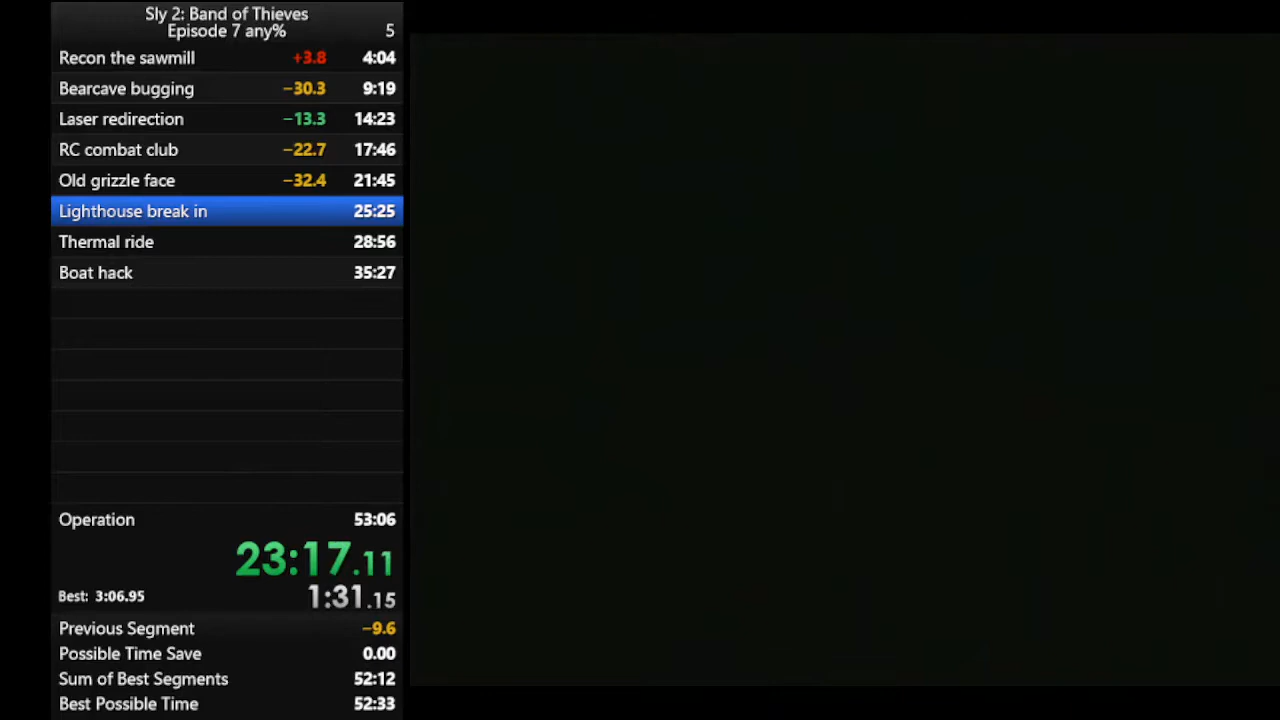 Sly 2: Band of Thieves
Episode 7 any% 5
Recon the sawmill +3.8 4:04
Bearcave bugging −30.3 9:19
Laser redirection −13.3 14:23
RC combat club −22.7 17:46
Old grizzle face −32.4 21:45
Lighthouse break in 25:25
Thermal ride 28:56
Boat hack 35:27
Operation 53:06
23:17.11
Best: 3:06.95 1:31.15
Previous Segment −9.6
Possible Time Save 0.00
Sum of Best Segments 52:12
Best Possible Time 52:33